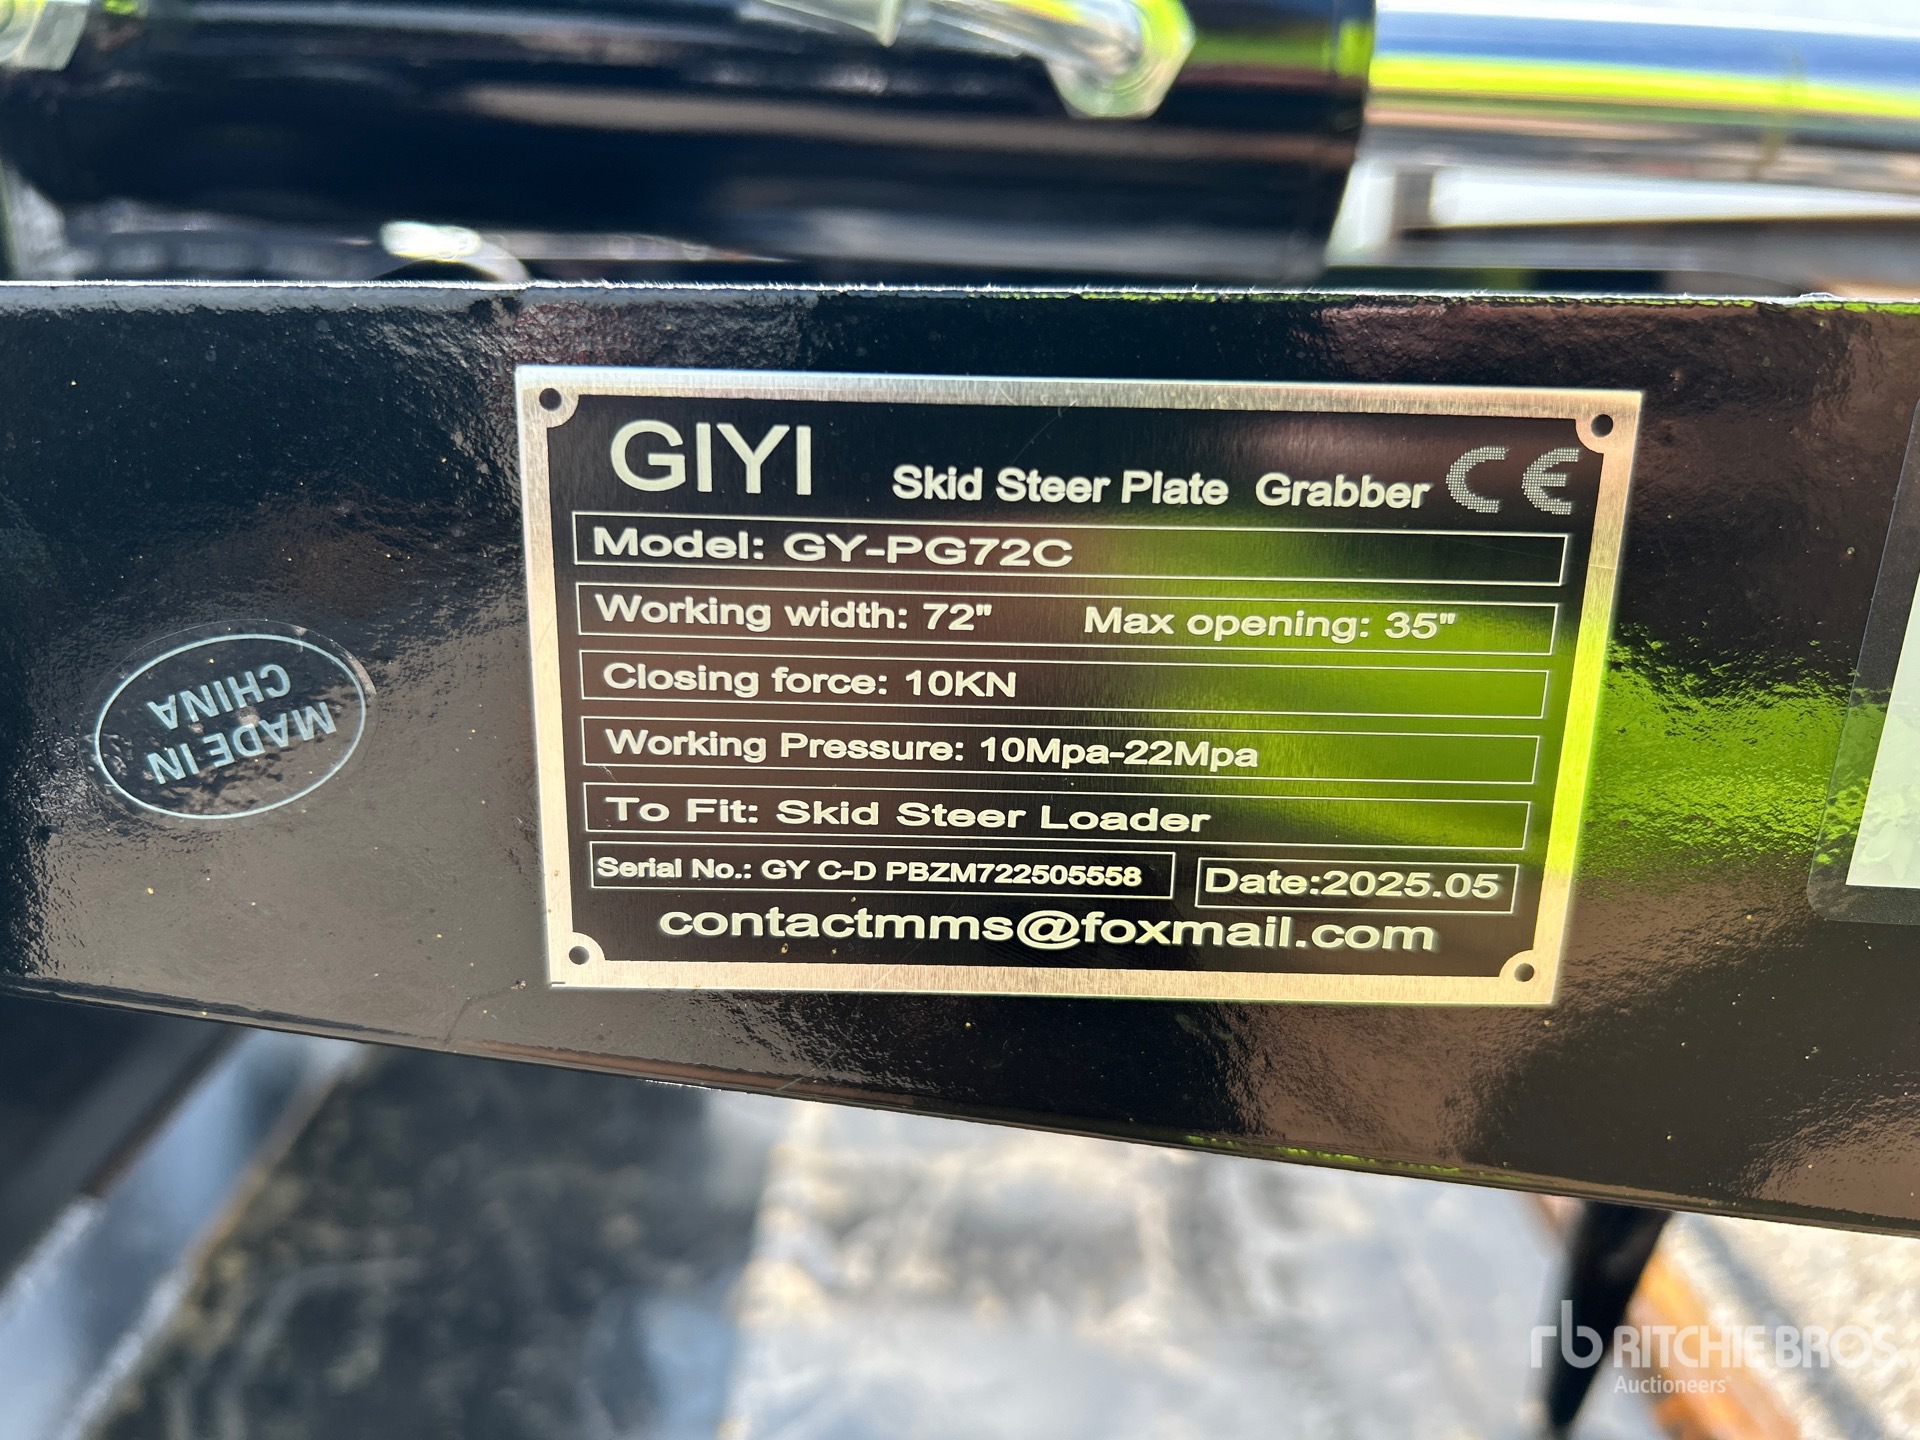 GIYI Skid Steer Plate Grabber CE
Model: GY-PG72C
Working width: 72" Max opening: 35"
Closing force: 10KN
Working Pressure: 10Mpa-22Mpa
To Fit: Skid Steer Loader
Serial No.: GY C-D PBZM722505558 Date:2025.05
contactmms@foxmail.com
MADE IN
CHINA
rb RITCHIE BROS
Auctioneers